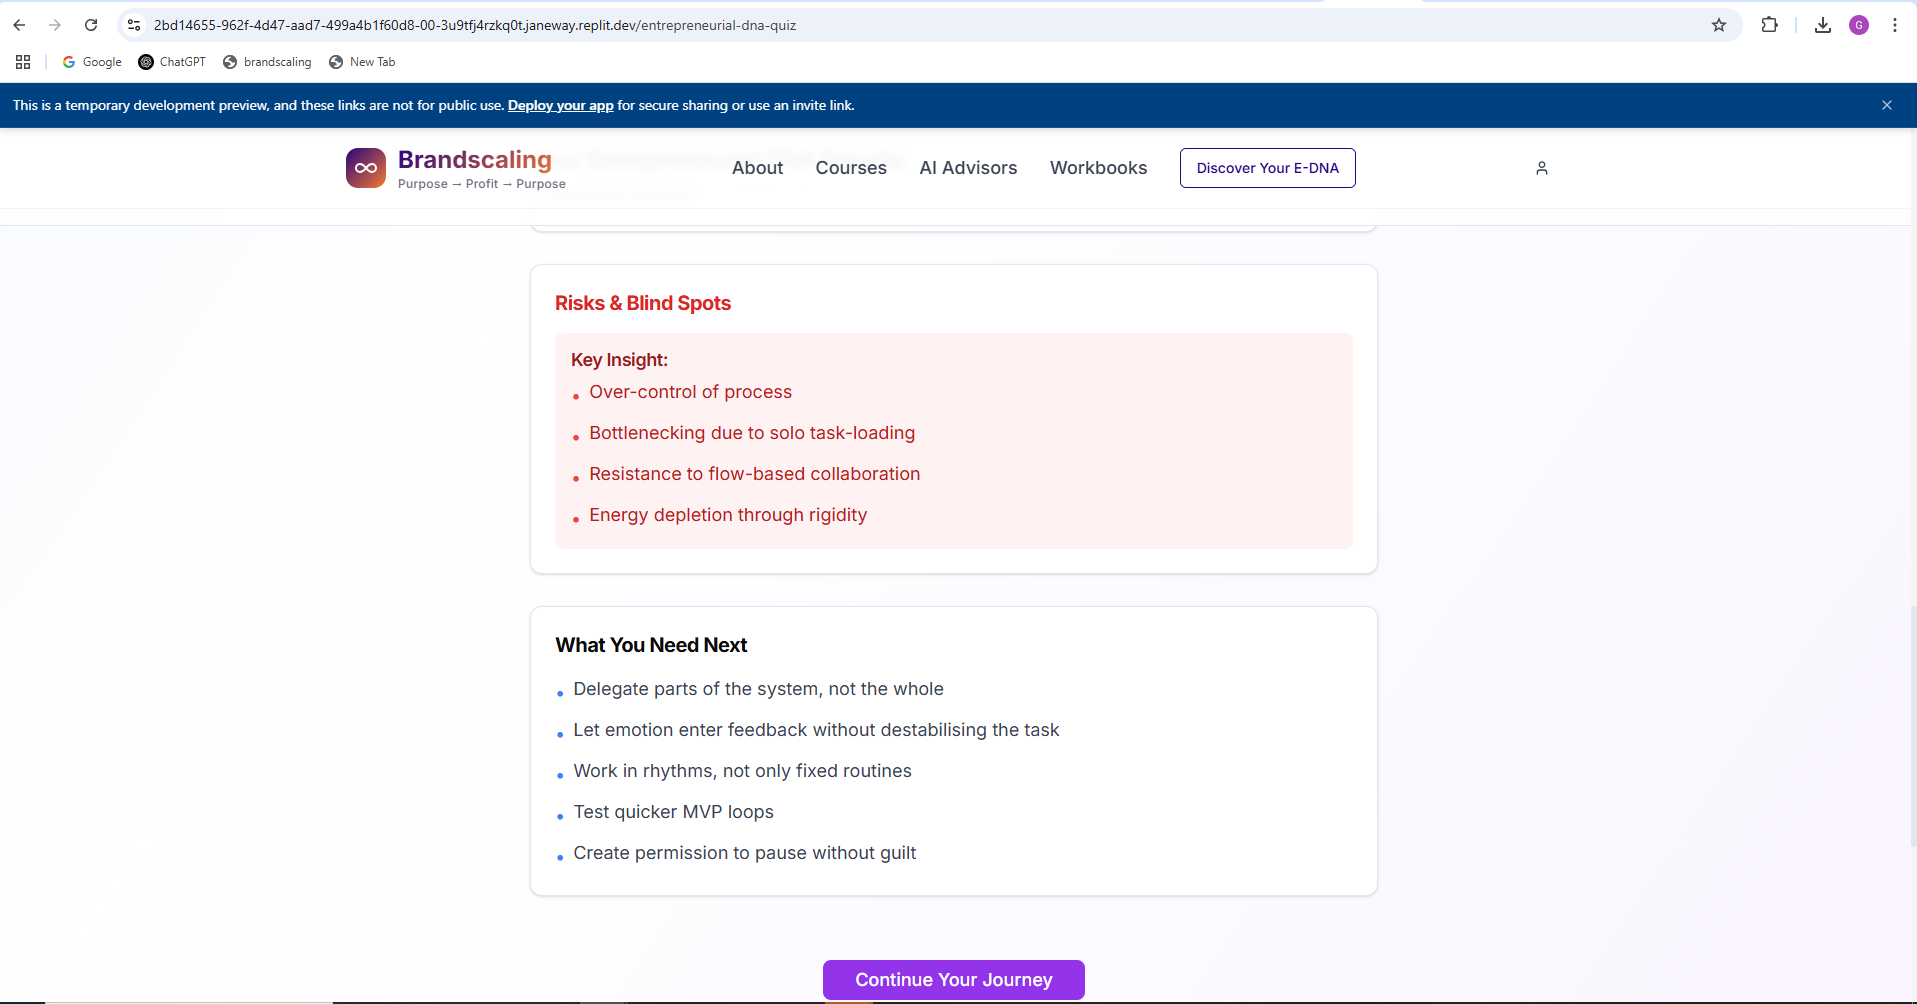 2bd14655-962f-4d47-aad7-499a4b1f60d8-00-3u9tfj4rzkq0t.janeway.replit.dev/entrepreneurial-dna-quiz
G
Google
ChatGPT
brandscaling
New Tab
This is a temporary development preview, and these links are not for public use. Deploy your app for secure sharing or use an invite link.
Brandscaling
Purpose → Profit → Purpose
About
Courses
AI Advisors
Workbooks
Discover Your E-DNA
Risks & Blind Spots
Key Insight:
• Over-control of process
• Bottlenecking due to solo task-loading
• Resistance to flow-based collaboration
• Energy depletion through rigidity
What You Need Next
• Delegate parts of the system, not the whole
• Let emotion enter feedback without destabilising the task
• Work in rhythms, not only fixed routines
• Test quicker MVP loops
• Create permission to pause without guilt
Continue Your Journey